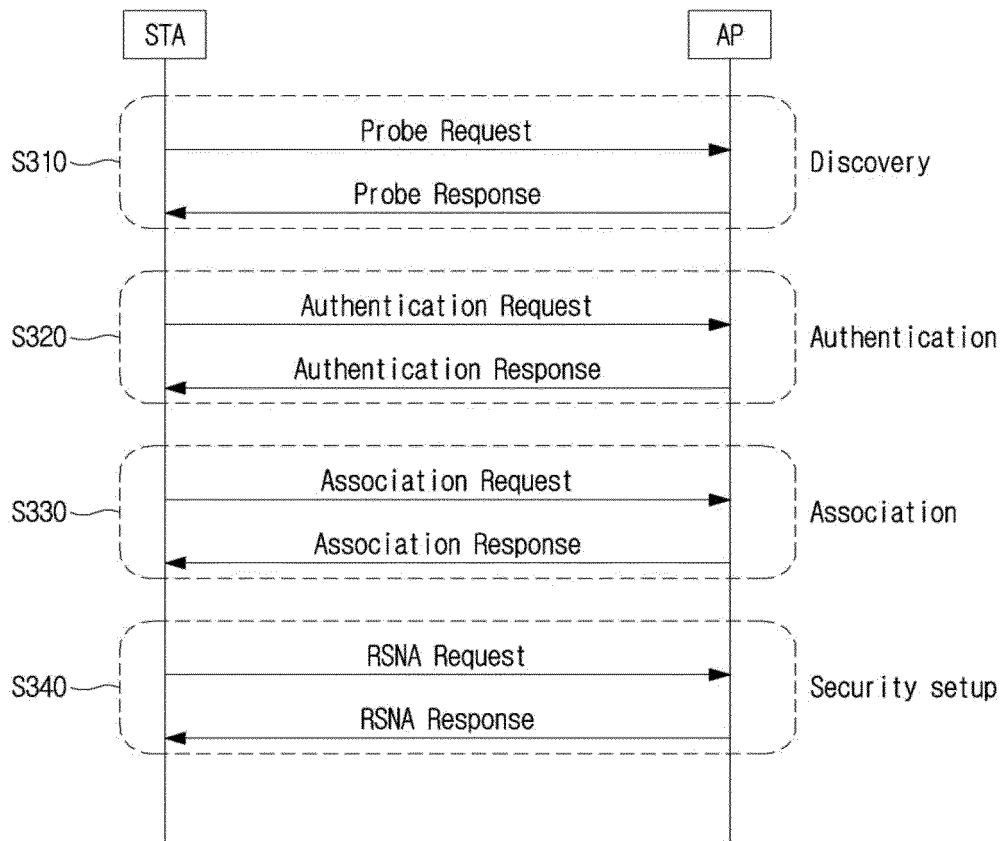 STA
AP
Probe Request
S310
Discovery
Probe Response
Authentication Request
S320
Authentication
Authentication Response
Association Request
S330
Association
Association Response
RSNA Request
S340
Security setup
RSNA Response